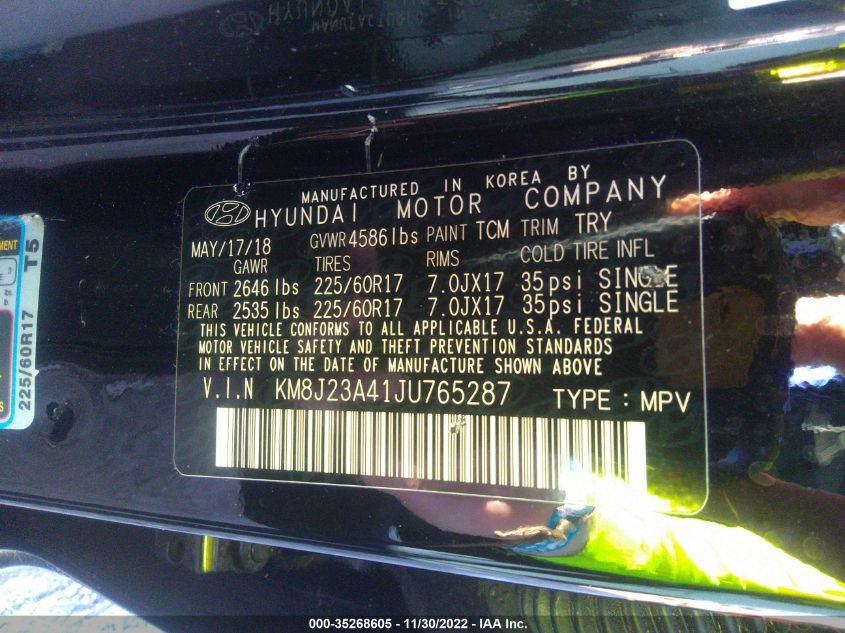 MANUFACTURED IN KOREA BY
HYUNDAI MOTOR COMPANY
MAY/17/18 GVWR 4586lbs PAINT TCM TRIM TRY
GAWR TIRES RIMS COLD TIRE INFL
FRONT 2646 lbs 225/60R17 7.0JX17 35psi SINGLE
REAR 2535 lbs 225/60R17 7.0JX17 35psi SINGLE
THIS VEHICLE CONFORMS TO ALL APPLICABLE U.S.A. FEDERAL
MOTOR VEHICLE SAFETY AND THEFT PREVENTION STANDARDS
IN EFFECT ON THE DATE OF MANUFACTURE SHOWN ABOVE
V.I.N KM8J23A41JU765287 TYPE : MPV
225/60R17 T5
000-35268605 - 11/30/2022 - IAA Inc.